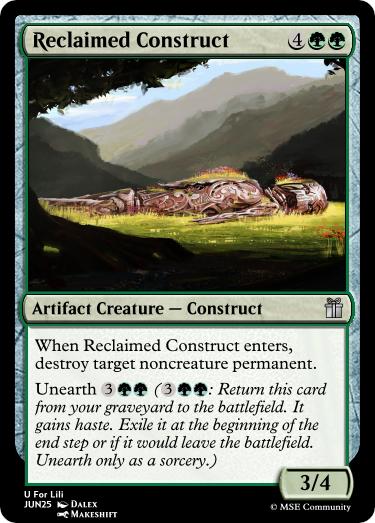 Reclaimed Construct 4
Artifact Creature — Construct
When Reclaimed Construct enters,
destroy target noncreature permanent.
Unearth 3 (3: Return this card
from your graveyard to the battlefield. It
gains haste. Exile it at the beginning of the
end step or if it would leave the battlefield.
Unearth only as a sorcery.)
3/4
U For Lili
JUN25 Dalex
Makeshift
© MSE Community